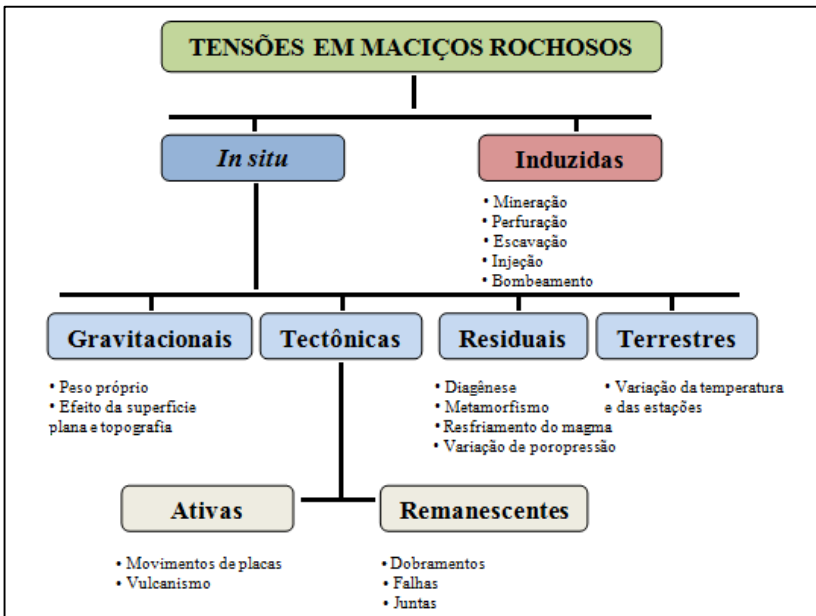 TENSÕES EM MACIÇOS ROCHOSOS
In situ
Induzidas
• Mineração
• Perfuração
• Escavação
• Injeção
• Bombeamento
Gravitacionais
Tectônicas
Residuais
Terrestres
• Peso próprio
• Efeito da superfície
plana e topografia
• Diagênese
• Metamorfismo
• Resfriamento do magma
• Variação de poropressão
• Variação da temperatura
e das estações
Ativas
Remanescentes
• Movimentos de placas
• Vulcanismo
• Dobramentos
• Falhas
• Juntas